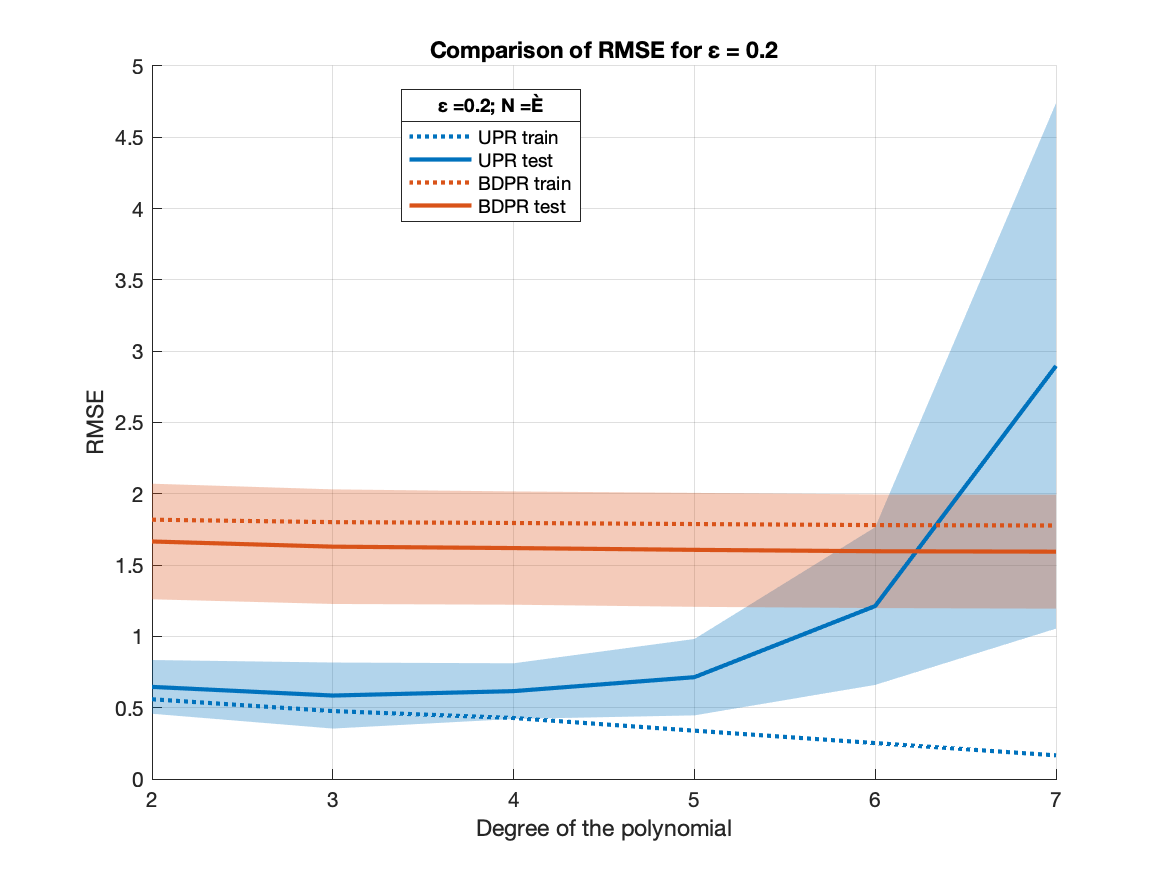 Comparison of RMSE for ε = 0.2
ε =0.2; N =È
UPR train
UPR test
BDPR train
BDPR test
5
4.5
4
3.5
3
2.5
2
1.5
1
0.5
0
RMSE
2 3 4 5 6 7
Degree of the polynomial